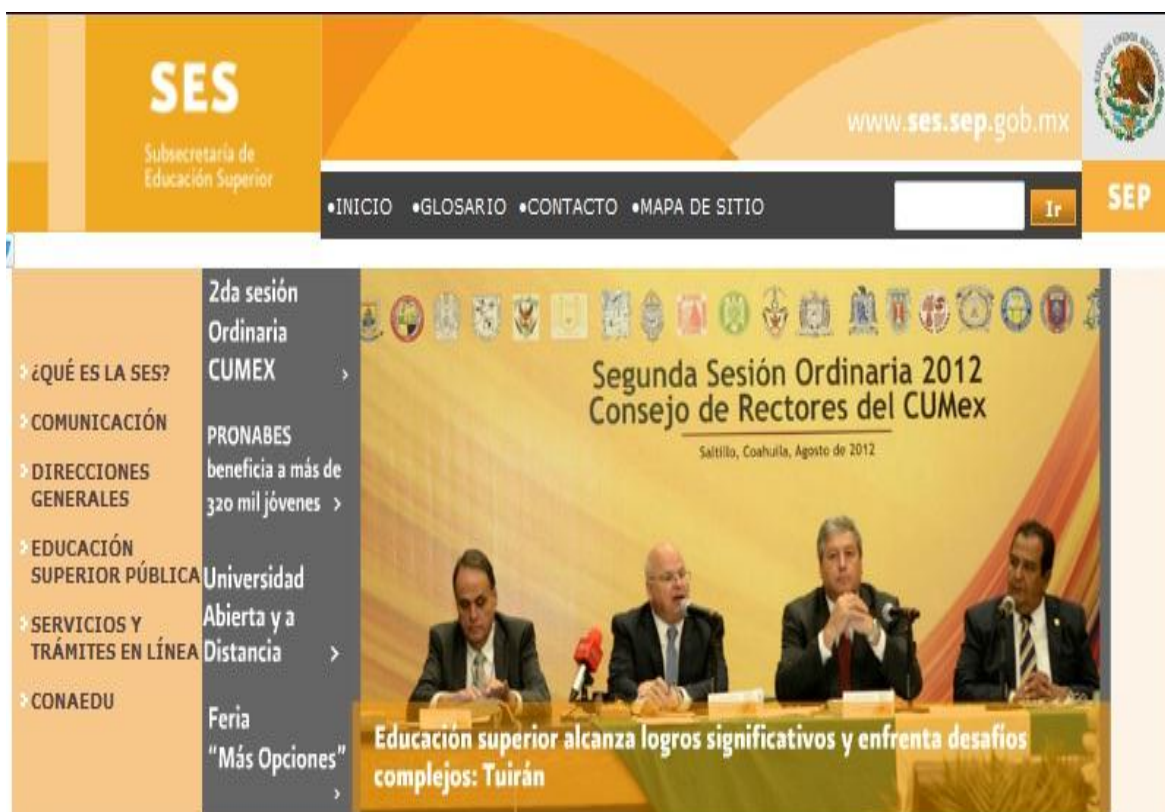 SES
Subsecretaría de
Educación Superior
www.ses.sep.gob.mx
SEP
•INICIO •GLOSARIO •CONTACTO •MAPA DE SITIO
Ir
¿QUÉ ES LA SES?
COMUNICACIÓN
DIRECCIONES
GENERALES
EDUCACIÓN
SUPERIOR PÚBLICA
SERVICIOS Y
TRÁMITES EN LÍNEA
CONAEDU
2da sesión
Ordinaria
CUMEX >
PRONABES
beneficia a más de
320 mil jóvenes >
Universidad
Abierta y a
Distancia >
Feria
"Más Opciones"
>
Segunda Sesión Ordinaria 2012
Consejo de Rectores del CUMex
Saltillo, Coahuila, Agosto de 2012
Educación superior alcanza logros significativos y enfrenta desafíos
complejos: Tuirán